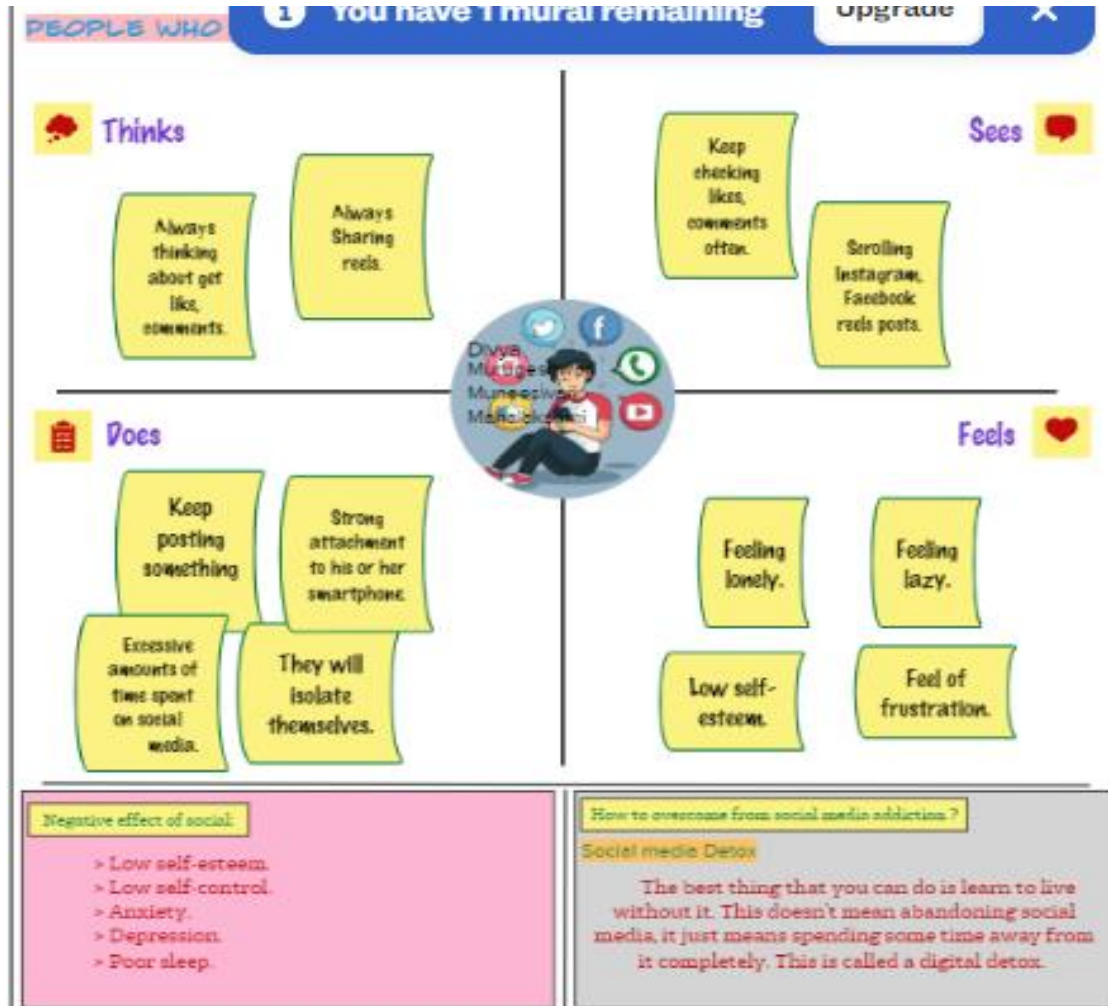 PEOPLE WHO
You have 1 mural remaining
Upgrade
Thinks
Always
thinking
about get
like,
comments.
Always
Sharing
reels.
Sees
Keep
checking
likes,
comments
often.
Scrolling
Instagram,
Facebook
reels posts.
Divya
Does
Keep
posting
something
Strong
attachment
to his or her
smartphone.
Excessive
amounts of
time spent
on social
media.
They will
isolate
themselves.
Feels
Feeling
lonely.
Feeling
lazy.
Low self-
esteem.
Feel of
frustration.
Negative effect of social:
> Low self-esteem.
> Low self-control.
> Anxiety.
> Depression.
> Poor sleep.
How to overcome from social media addiction ?
Social media Detox
The best thing that you can do is learn to live
without it. This doesn't mean abandoning social
media, it just means spending some time away from
it completely. This is called a digital detox.